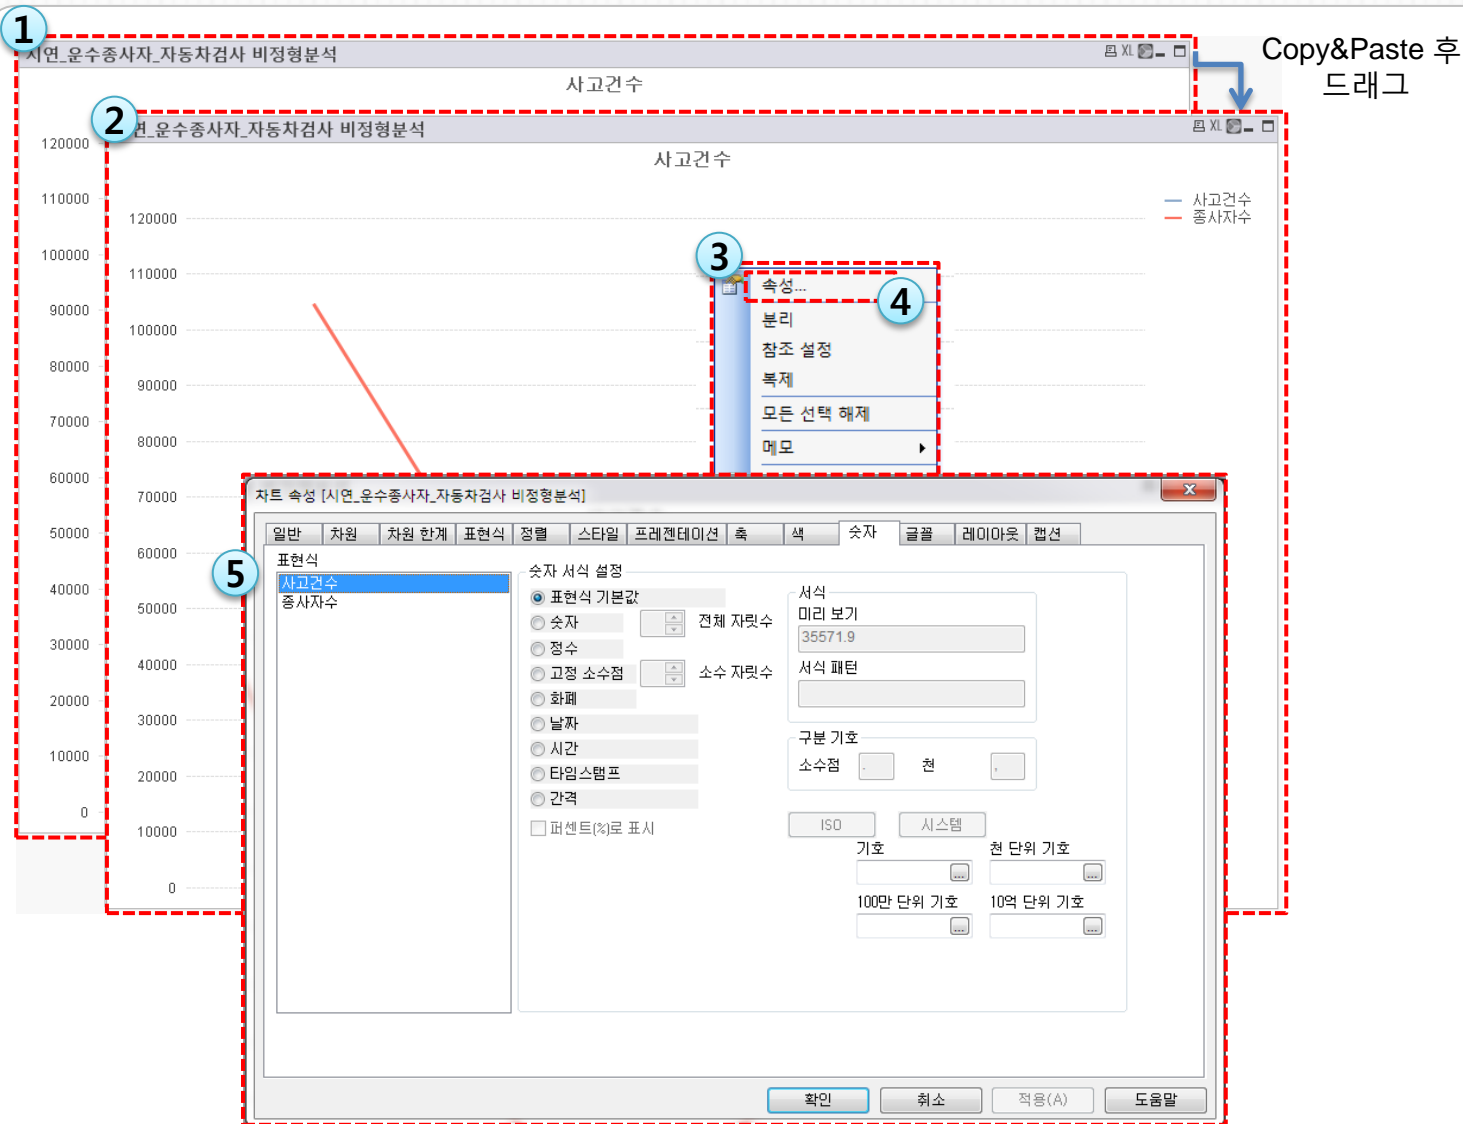 1
시연_운수종사자_자동차검사 비정형분석
XL
Copy&Paste 후
드래그
사고건수
2
연_운수종사자_자동차검사 비정형분석
XL
사고건수
120000
110000
100000
90000
80000
70000
60000
50000
40000
30000
20000
10000
0
120000
110000
100000
90000
80000
70000
60000
50000
40000
30000
20000
10000
0
사고건수
종사자수
3
속성...
4
분리
참조 설정
복제
모든 선택 해제
메모
5
차트 속성 [시연_운수종사자_자동차검사 비정형분석]
일반 차원 차원 한계 표현식 정렬 스타일 프레젠테이션 축 색 숫자 글꼴 레이아웃 캡션
표현식
사고건수
종사자수
숫자 서식 설정
표현식 기본값
숫자 전체 자릿수
정수
고정 소수점 소수 자릿수
화폐
날짜
시간
타임스탬프
간격
퍼센트(%)로 표시
서식
미리 보기
35571.9
서식 패턴
구분 기호
소수점 . 천 ,
ISO 시스템
기호 천 단위 기호
... ...
100만 단위 기호 10억 단위 기호
... ...
확인 취소 적용(A) 도움말